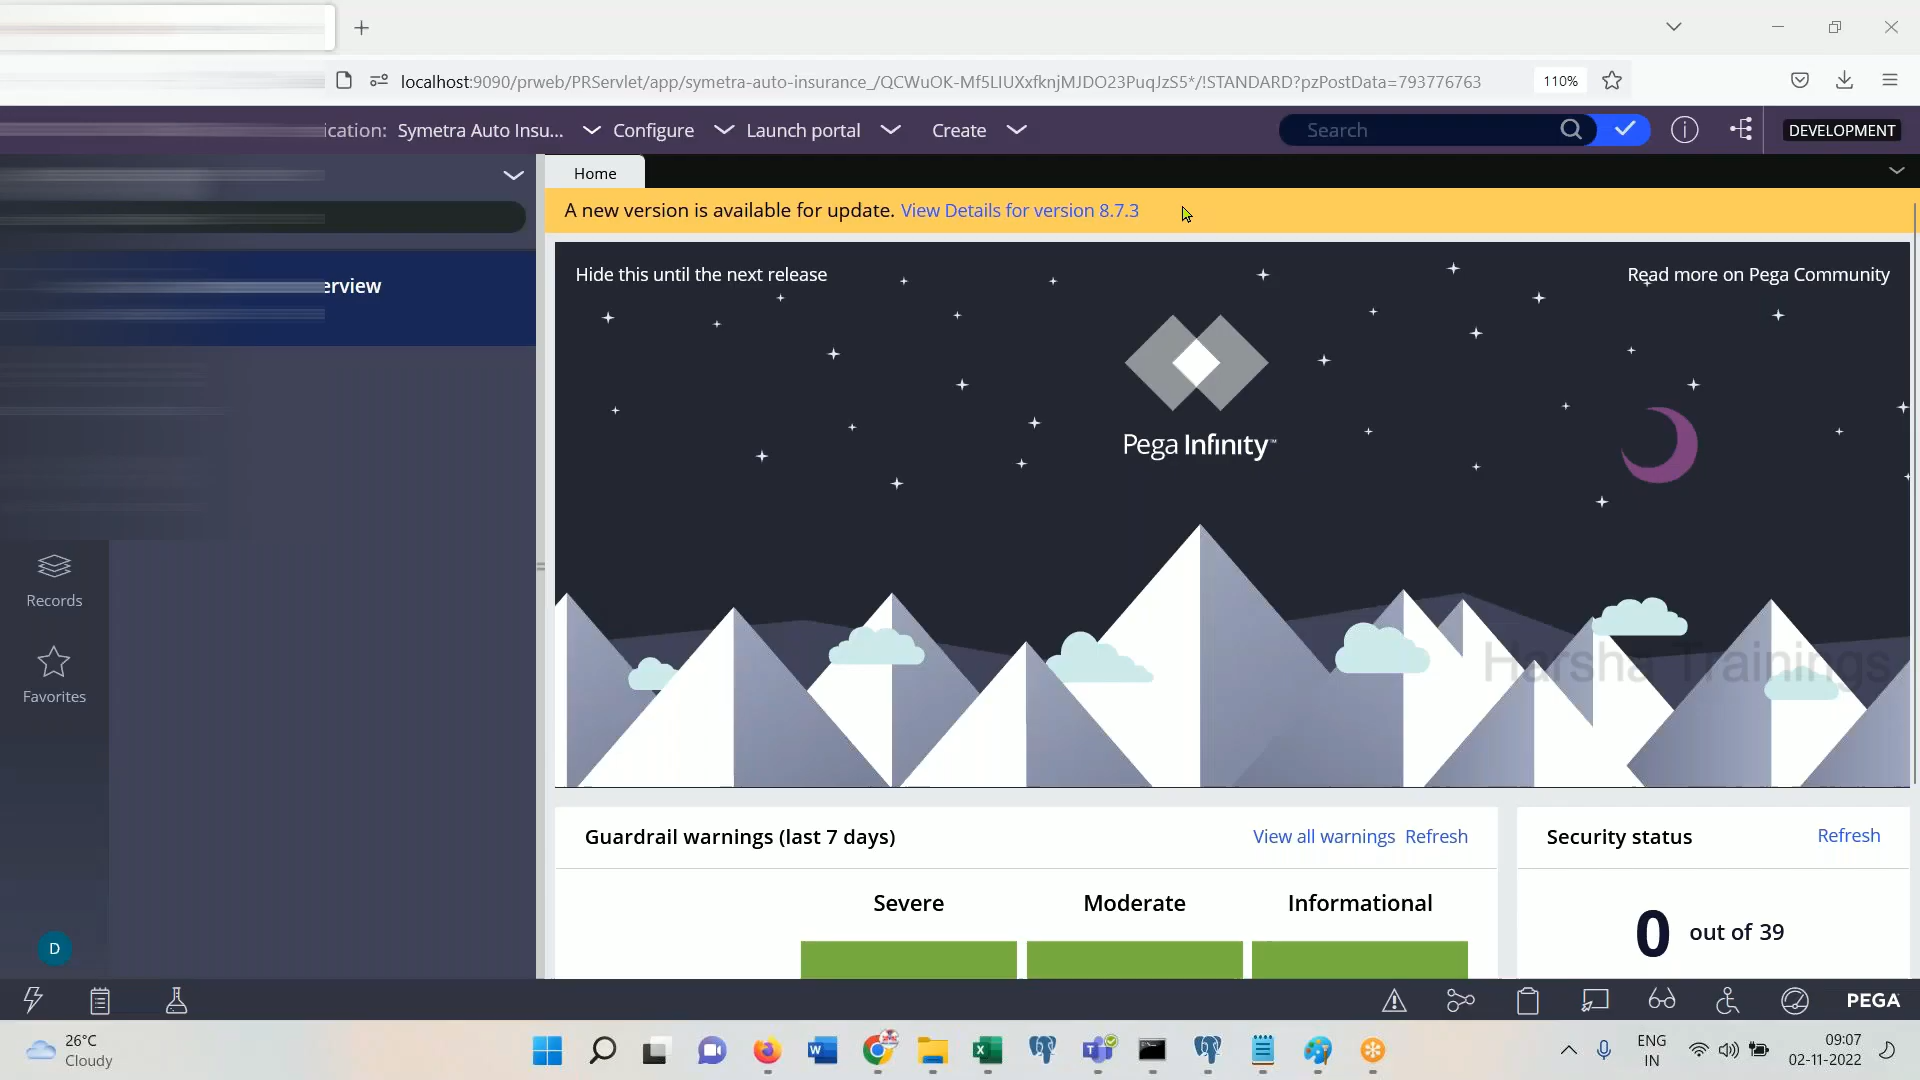 localhost:9090/prweb/PRServlet/app/symetra-auto-insurance_/QCWuOK-Mf5LIUXxfknjMJDO23PuqJzS5*/!STANDARD?pzPostData=793776763
110%
ication: Symetra Auto Insu... Configure Launch portal Create
Search
DEVELOPMENT
Home
A new version is available for update. View Details for version 8.7.3
erview
Hide this until the next release
Read more on Pega Community
Pega Infinity™
Harsha Trainings
Records
Favorites
Guardrail warnings (last 7 days)
View all warnings Refresh
Severe Moderate Informational
Security status
Refresh
0 out of 39
D
PEGA
26°C
Cloudy
ENG
IN
09:07
02-11-2022